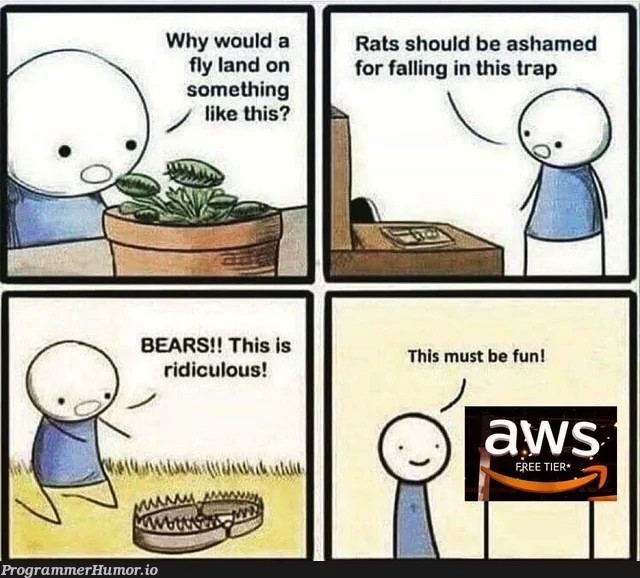 Why would a
fly land on
something
like this?
Rats should be ashamed
for falling in this trap
BEARS!! This is
ridiculous!
This must be fun!
aws
FREE TIER*
ProgrammerHumor.io